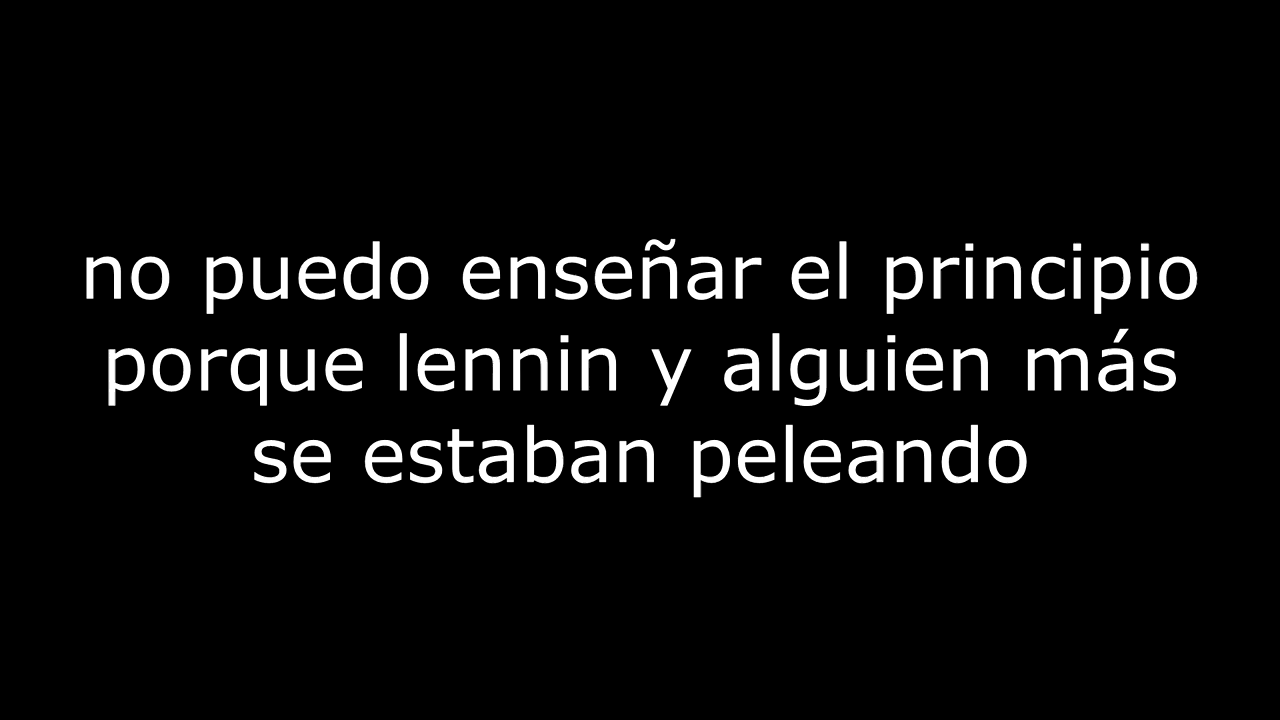 no puedo enseñar el principio
porque lennin y alguien más
se estaban peleando